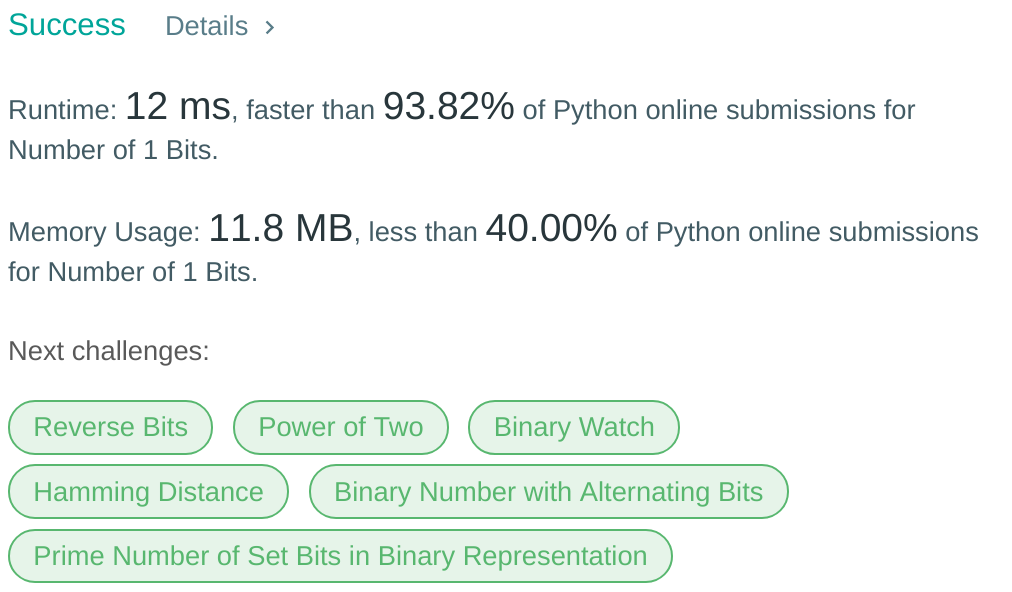 Success Details >
Runtime: 12 ms, faster than 93.82% of Python online submissions for
Number of 1 Bits.
Memory Usage: 11.8 MB, less than 40.00% of Python online submissions
for Number of 1 Bits.
Next challenges:
Reverse Bits Power of Two Binary Watch
Hamming Distance Binary Number with Alternating Bits
Prime Number of Set Bits in Binary Representation